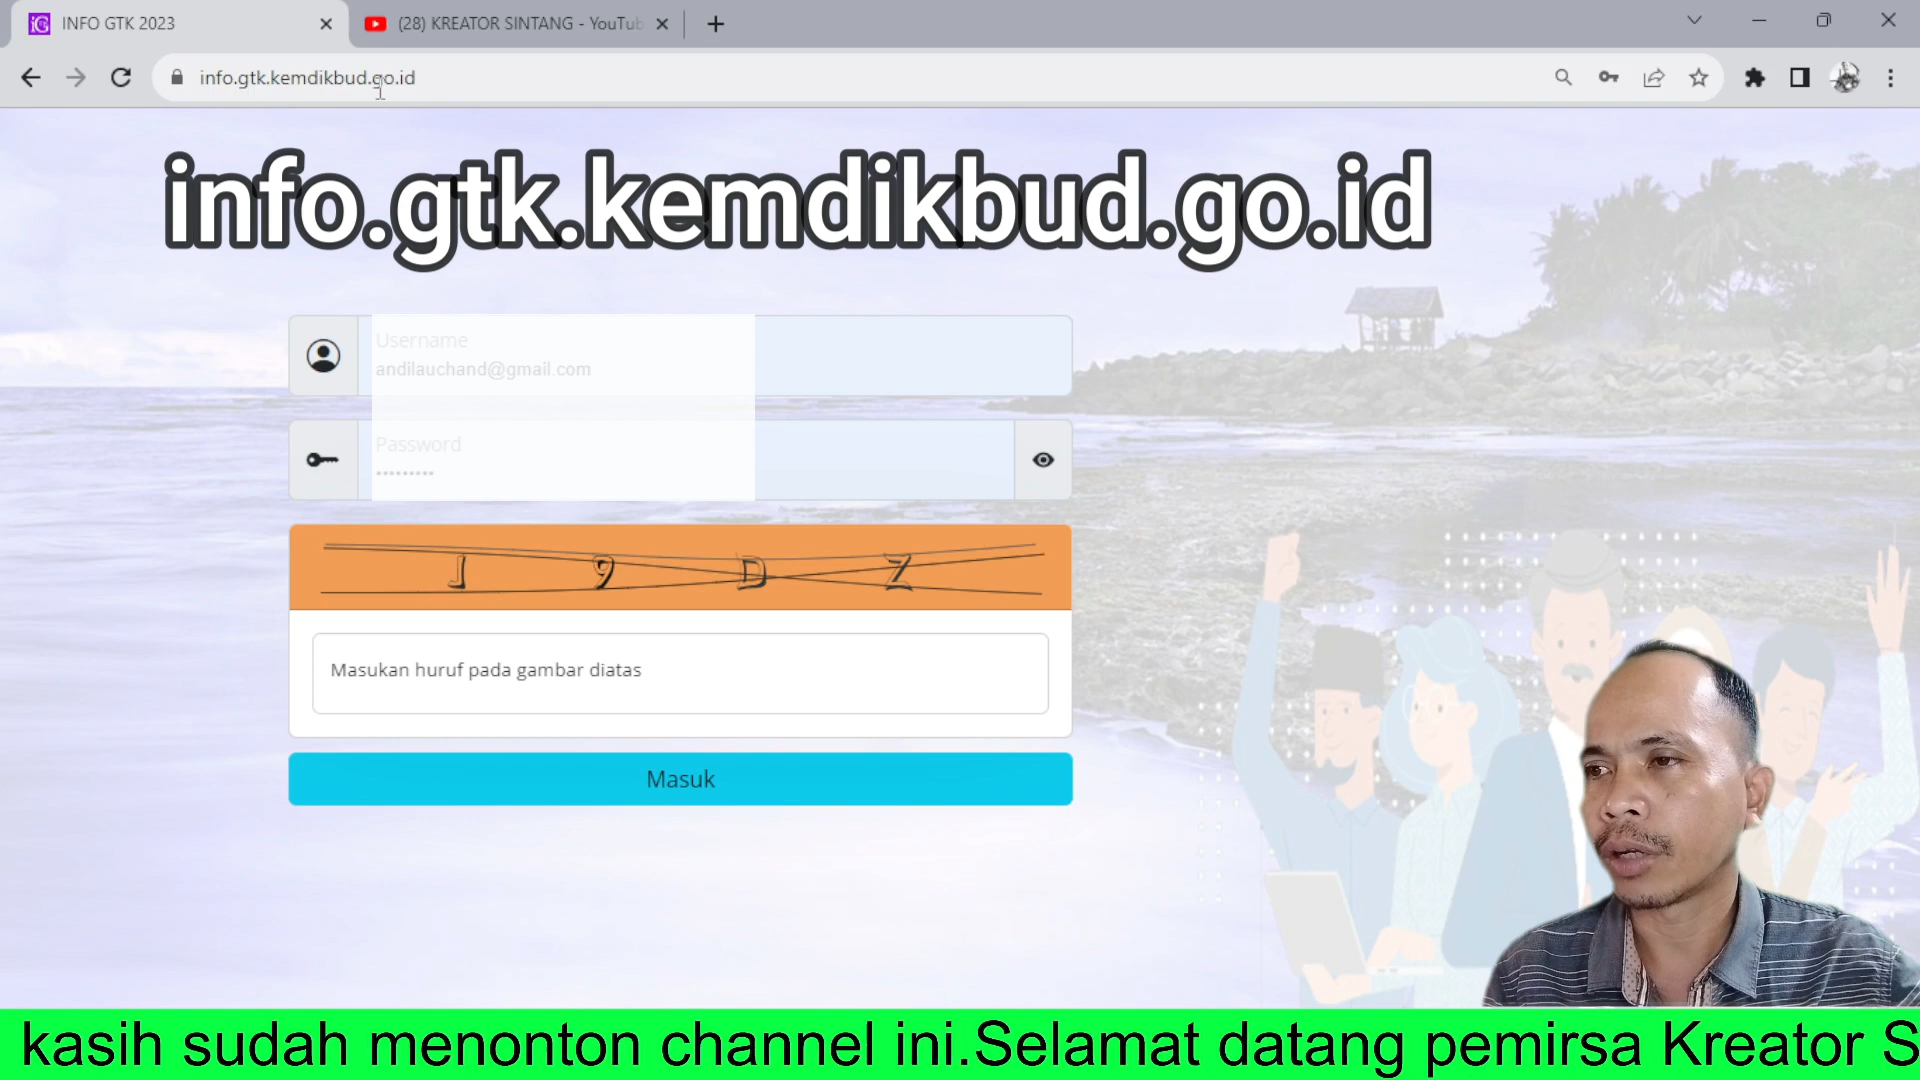 INFO GTK 2023
(28) KREATOR SINTANG - YouTub
info.gtk.kemdikbud.go.id
info.gtk.kemdikbud.go.id
Username
andilauchand@gmail.com
Password
•••••••••
J 9 D Z
Masukan huruf pada gambar diatas
Masuk
kasih sudah menonton channel ini.Selamat datang pemirsa Kreator S